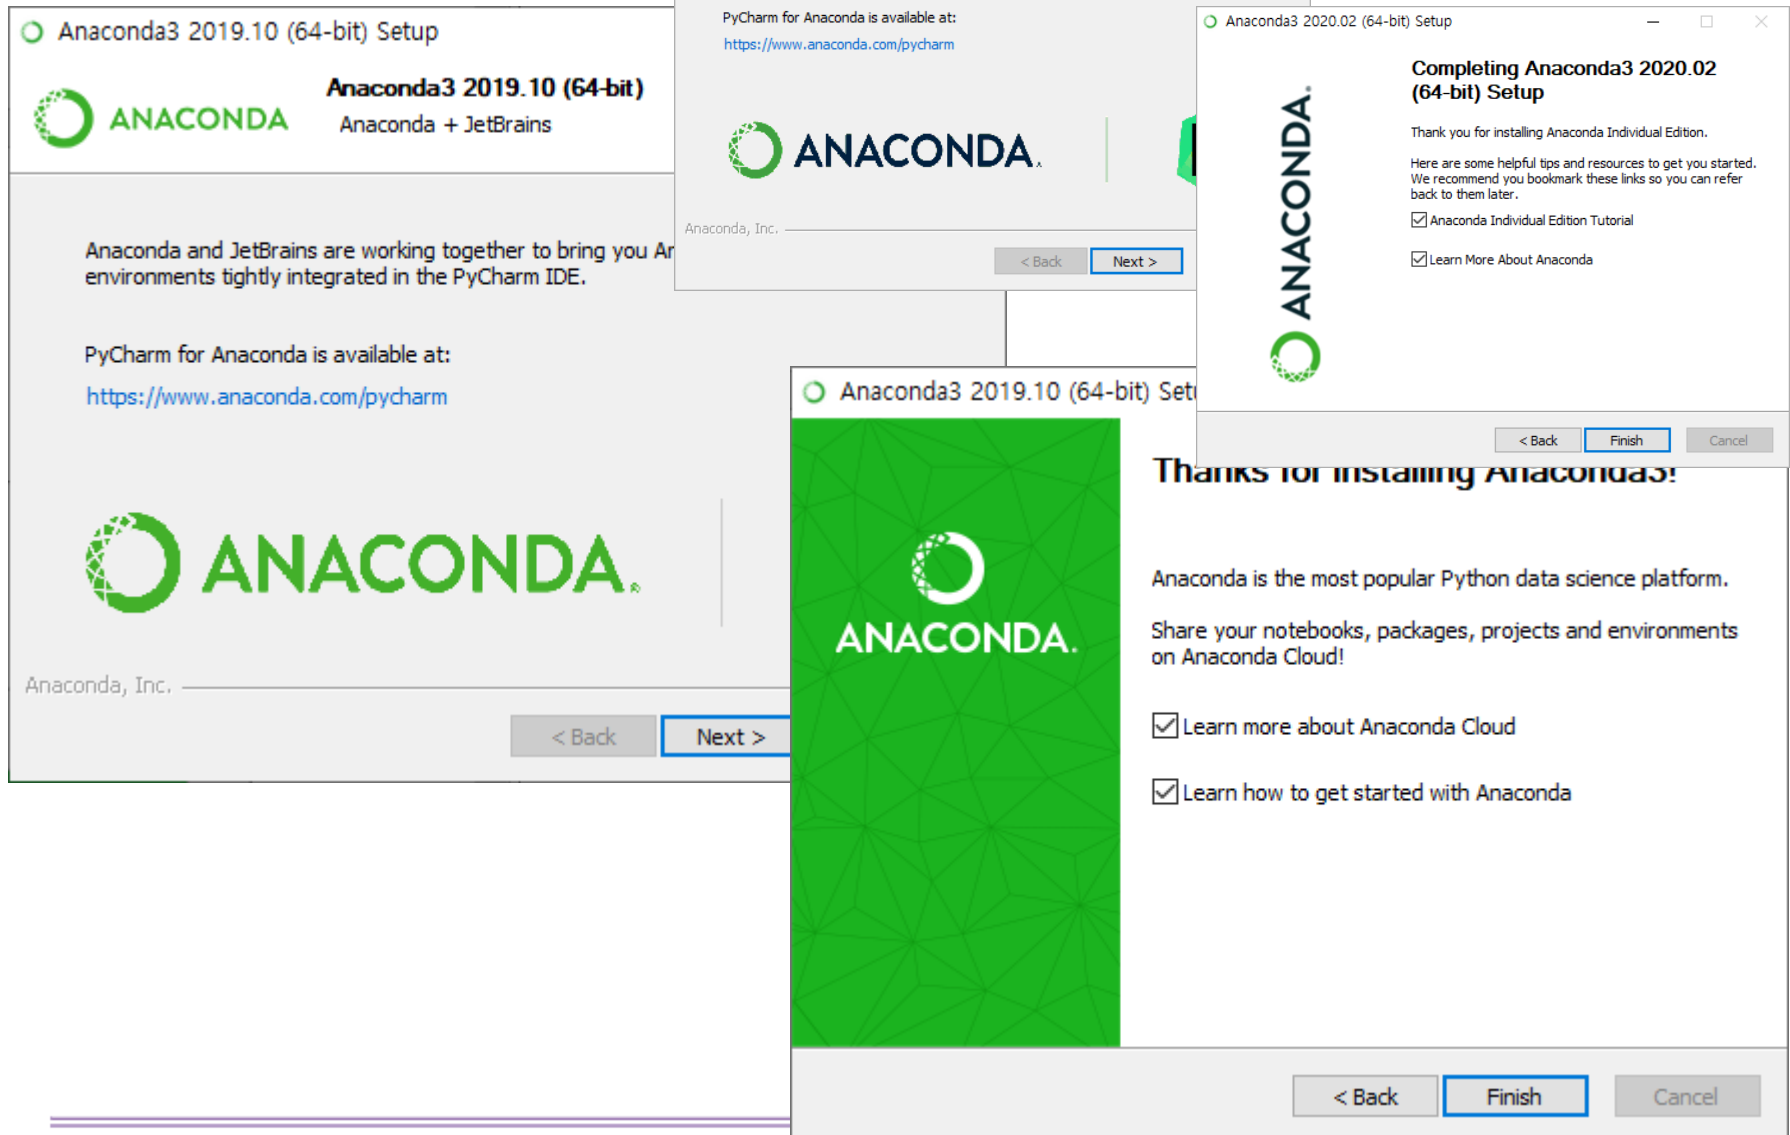 Anaconda3 2019.10 (64-bit) Setup
ANACONDA
Anaconda3 2019.10 (64-bit)
Anaconda + JetBrains
Anaconda and JetBrains are working together to bring you
environments tightly integrated in the PyCharm IDE.
PyCharm for Anaconda is available at:
https://www.anaconda.com/pycharm
ANACONDA®
Anaconda, Inc.
< Back
Next >
PyCharm for Anaconda is available at:
https://www.anaconda.com/pycharm
ANACONDA.
Anaconda, Inc.
< Back
Next >
Anaconda3 2020.02 (64-bit) Setup
ANACONDA.
Completing Anaconda3 2020.02
(64-bit) Setup
Thank you for installing Anaconda Individual Edition.
Here are some helpful tips and resources to get you started.
We recommend you bookmark these links so you can refer
back to them later.
Anaconda Individual Edition Tutorial
Learn More About Anaconda
< Back
Finish
Cancel
Anaconda3 2019.10 (64-bit)
ANACONDA.
Thanks for installing Anaconda3!
Anaconda is the most popular Python data science platform.
Share your notebooks, packages, projects and environments
on Anaconda Cloud!
Learn more about Anaconda Cloud
Learn how to get started with Anaconda
< Back
Finish
Cancel